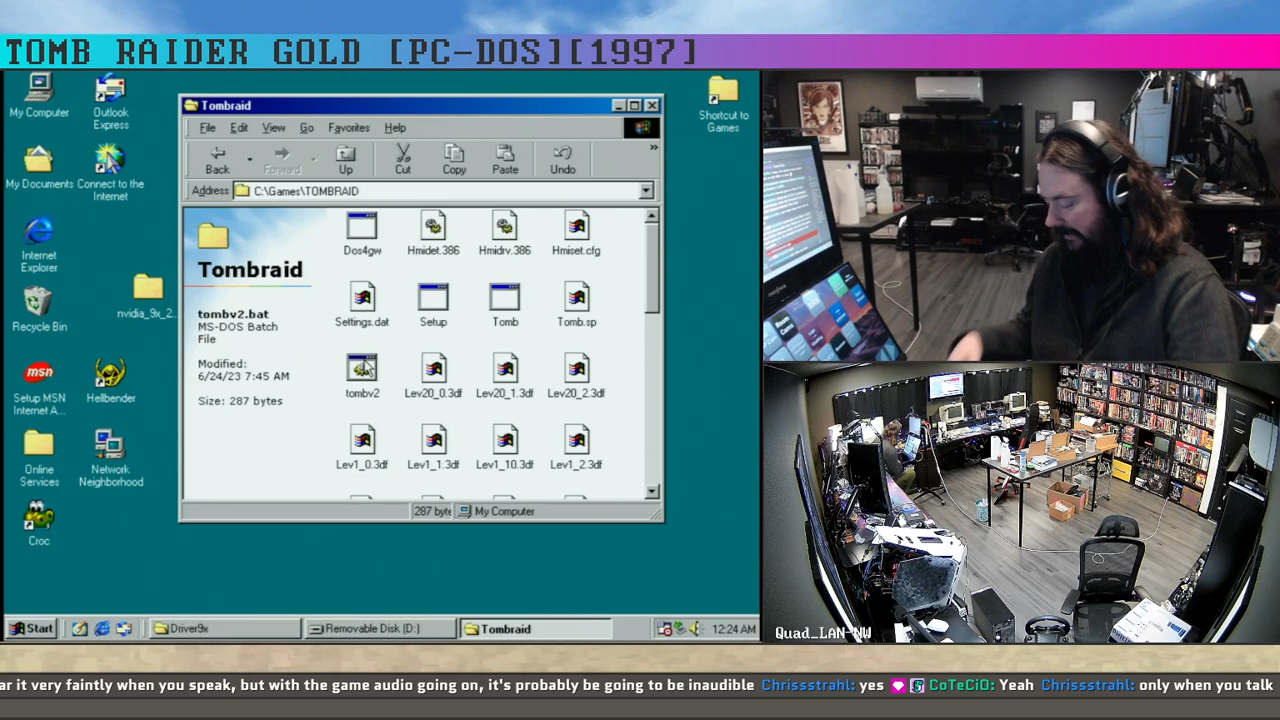 TOMB RAIDER GOLD [PC-DOS][1997]
My Computer
Outlook
Express
My Documents
Connect to the
Internet
Internet
Explorer
nvidia_9x_2...
Recycle Bin
Setup MSN
Internet A...
Hellbender
Online
Services
Network
Neighborhood
Croc
Shortcut to
Games
Tombraid
File Edit View Go Favorites Help
Back Forward Up Cut Copy Paste Undo »
Address C:\Games\TOMBRAID
Tombraid
tombv2.bat
MS-DOS Batch
File
Modified:
6/24/23 7:45 AM
Size: 287 bytes
Dos4gw Hmidet.386 Hmidrv.386 Hmiset.cfg
Settings.dat Setup Tomb Tomb.sp
tombv2 Lev20_0.3df Lev20_1.3df Lev20_2.3df
Lev1_0.3df Lev1_1.3df Lev1_10.3df Lev1_2.3df
287 byte My Computer
Start Driver9x Removable Disk (D:) Tombraid 12:24 AM
Quad_LAN-NW
ar it very faintly when you speak, but with the game audio going on, it's probably be going to be inaudible Chrissstrahl: yes CoTeCiO: Yeah Chrissstrahl: only when you talk